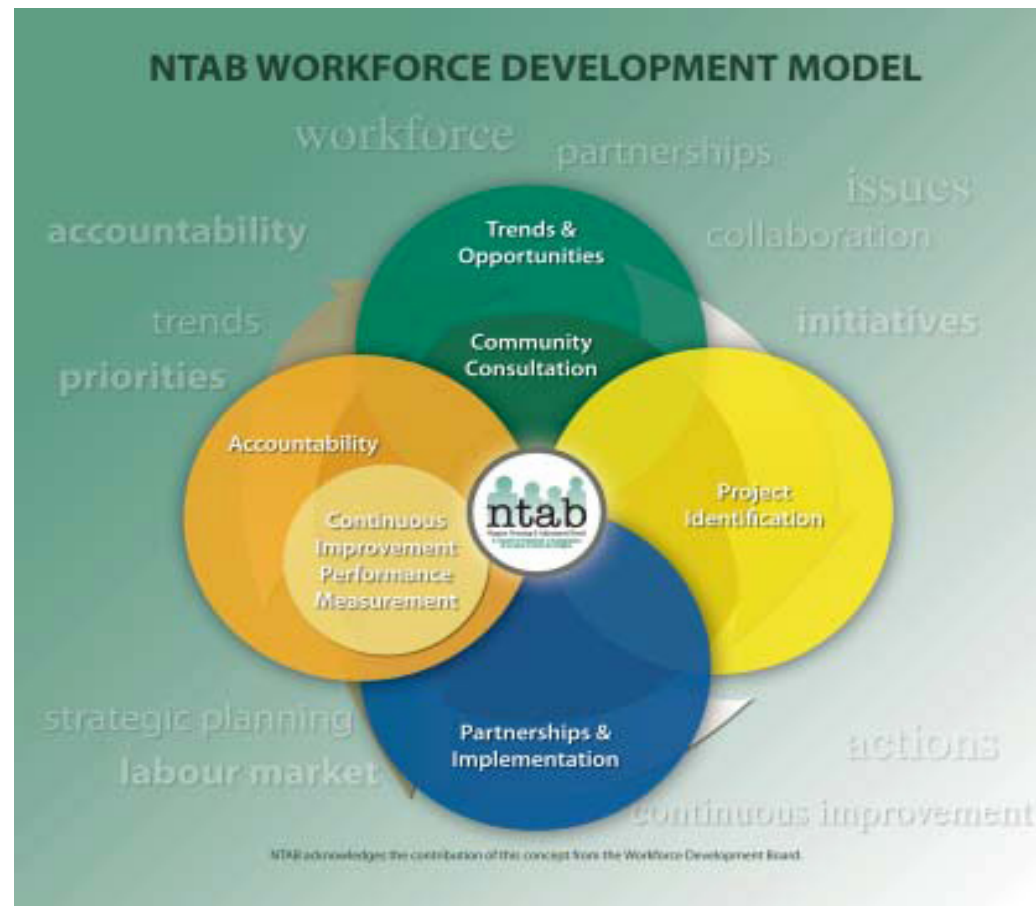 NTAB WORKFORCE DEVELOPMENT MODEL
workforce
partnerships
issues
accountability
collaboration
trends
initiatives
priorities
Trends &
Opportunities
Community
Consultation
Accountability
Continuous
Improvement
Performance
Measurement
ntab
Project
Identification
Partnerships &
Implementation
strategic planning
labour market
actions
continuous improvement
NTAB acknowledges the contribution of this concept from the Workforce Development Board.